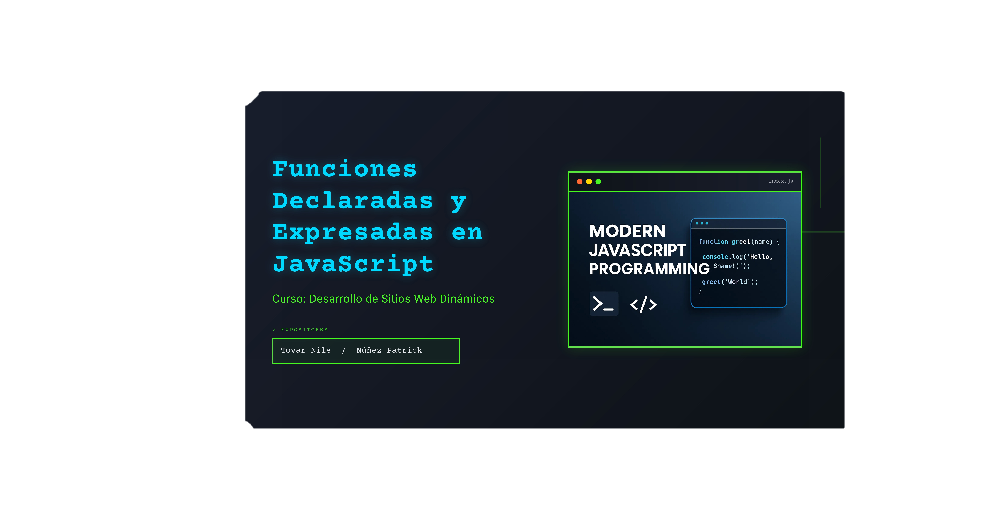 Funciones
Declaradas y
Expresadas en
JavaScript
Curso: Desarrollo de Sitios Web Dinámicos
> EXPOSITORES
Tovar Nils / Núñez Patrick
index.js
MODERN
JAVASCRIPT
PROGRAMMING
>_ </>
function greet(name) {
console.log('Hello,
Sname!)');
greet('World');
}